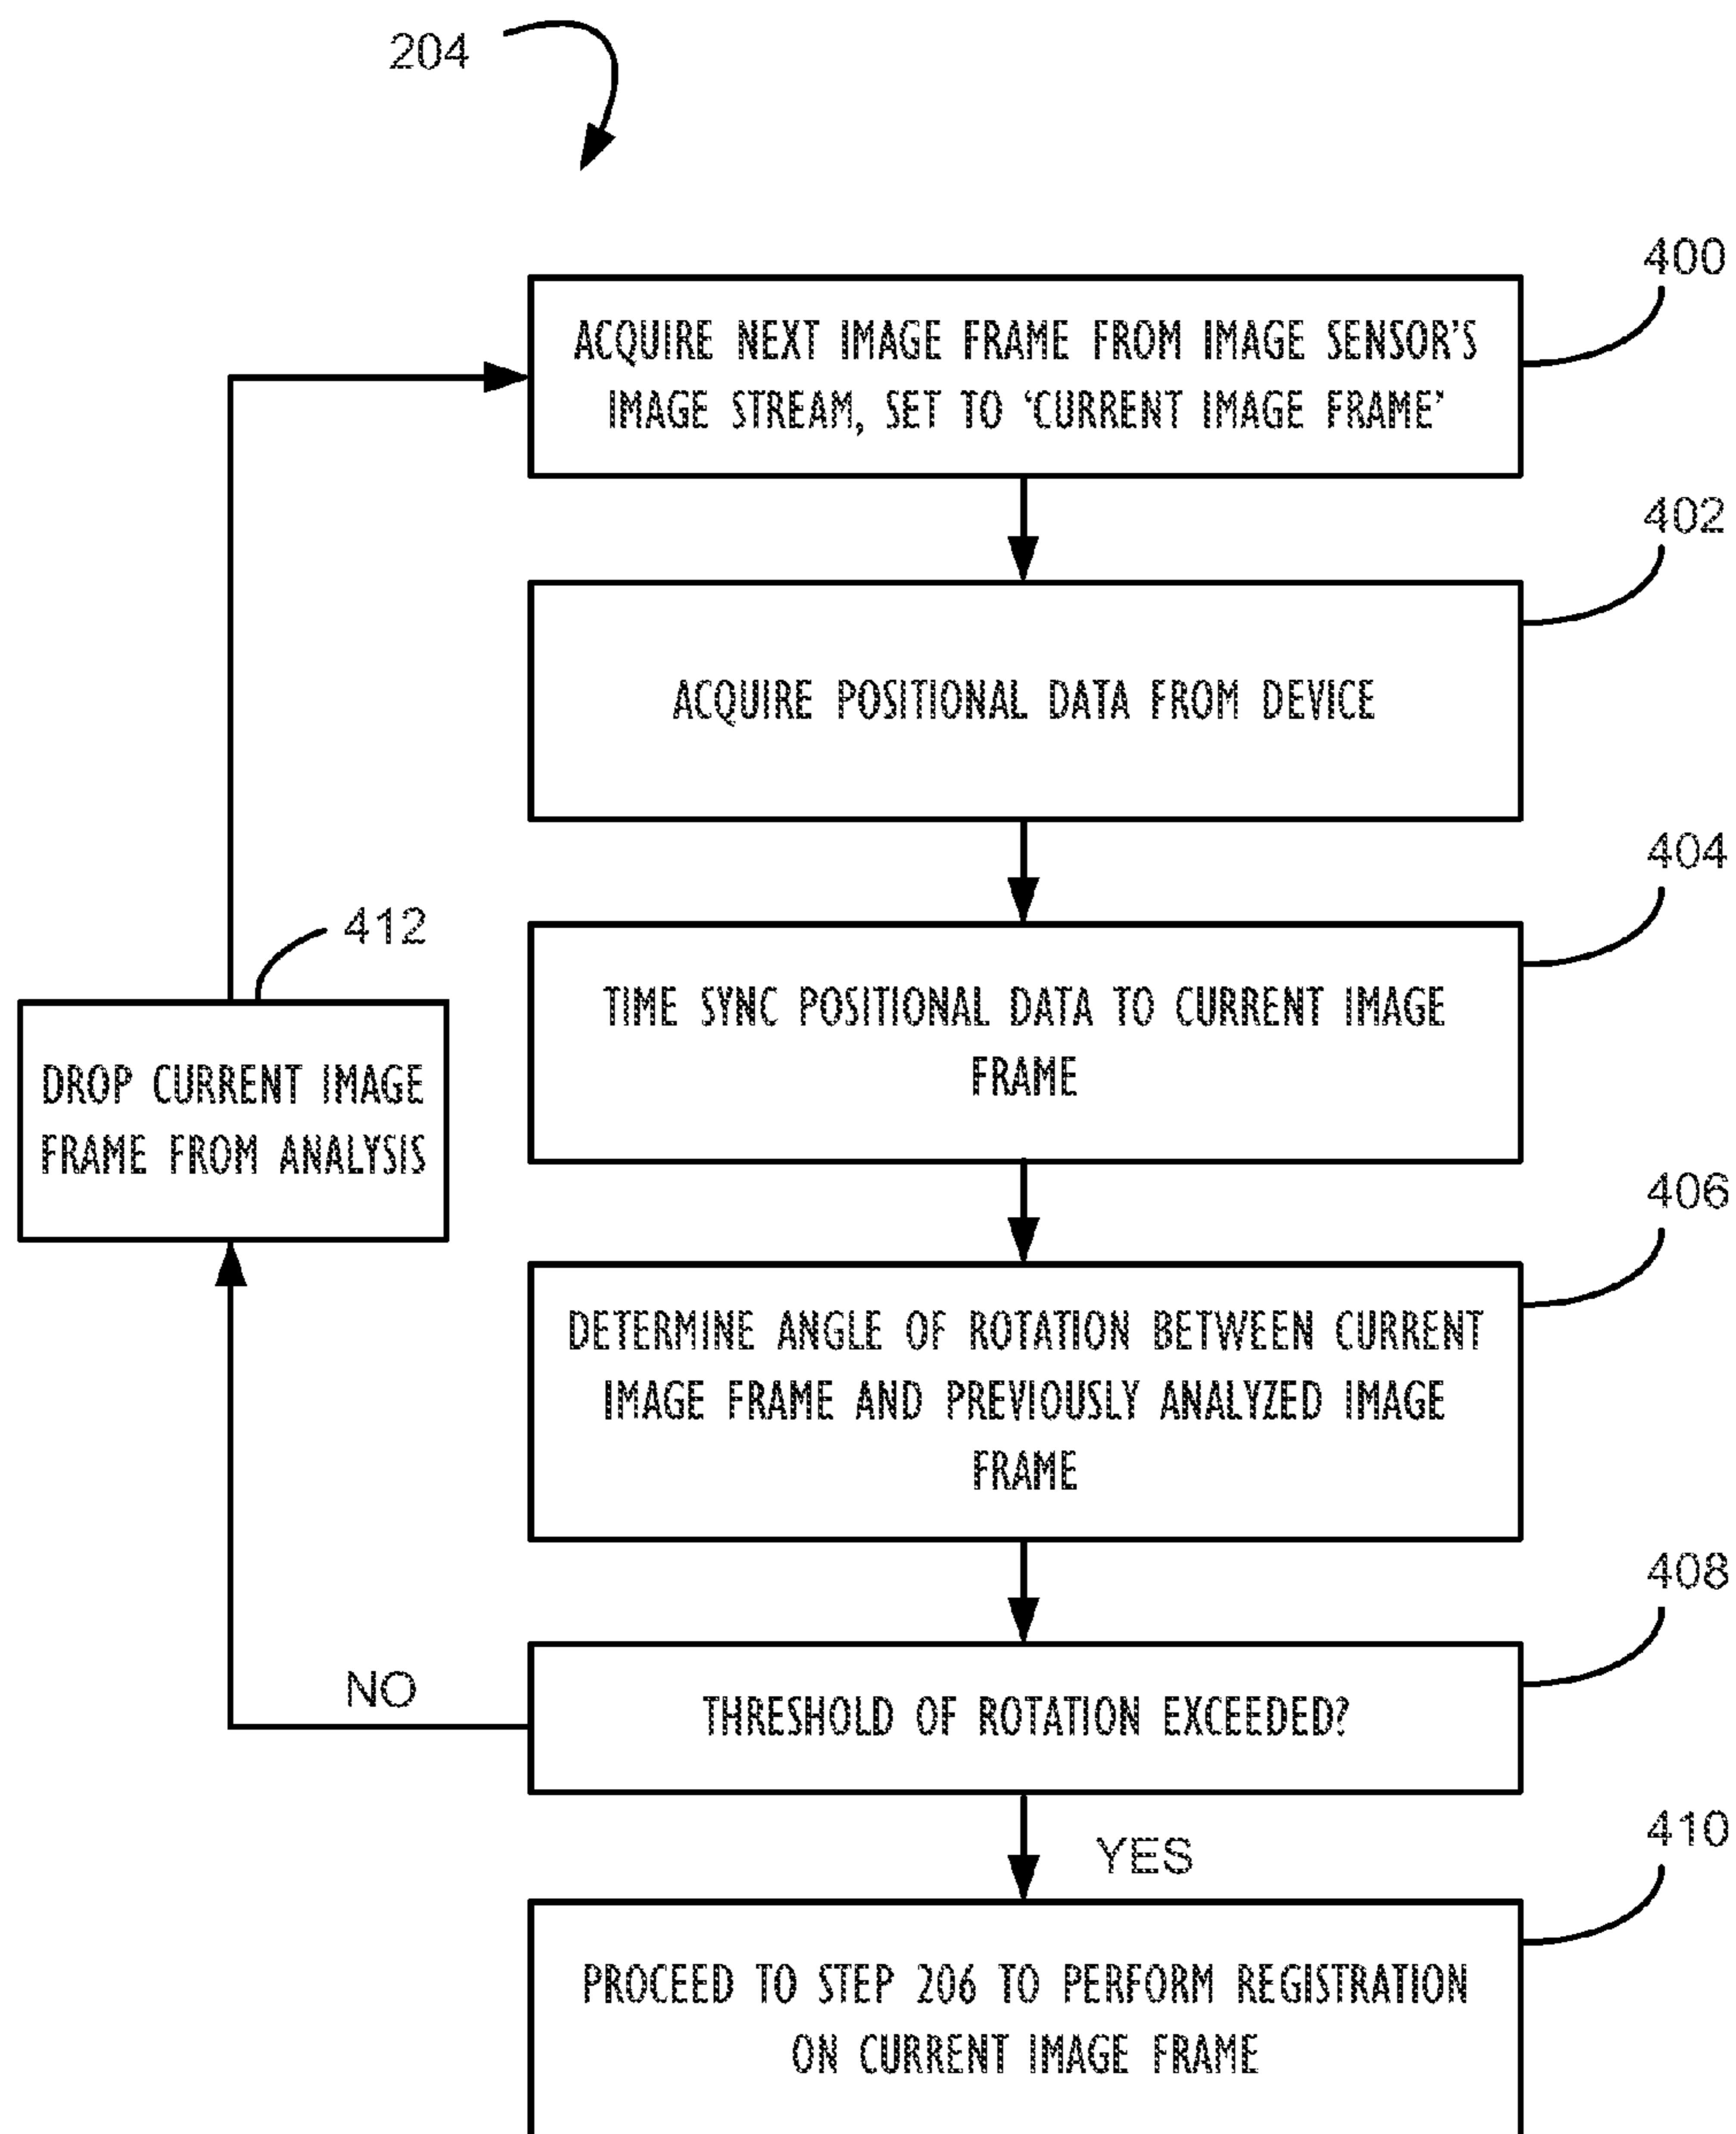 204
400
ACQUIRE NEXT IMAGE FRAME FROM IMAGE SENSOR'S
IMAGE STREAM, SET TO 'CURRENT IMAGE FRAME'
402
ACQUIRE POSITIONAL DATA FROM DEVICE
404
TIME SYNC POSITIONAL DATA TO CURRENT IMAGE
FRAME
412
DROP CURRENT IMAGE
FRAME FROM ANALYSIS
406
DETERMINE ANGLE OF ROTATION BETWEEN CURRENT
IMAGE FRAME AND PREVIOUSLY ANALYZED IMAGE
FRAME
408
THRESHOLD OF ROTATION EXCEEDED?
NO
YES
410
PROCEED TO STEP 206 TO PERFORM REGISTRATION
ON CURRENT IMAGE FRAME